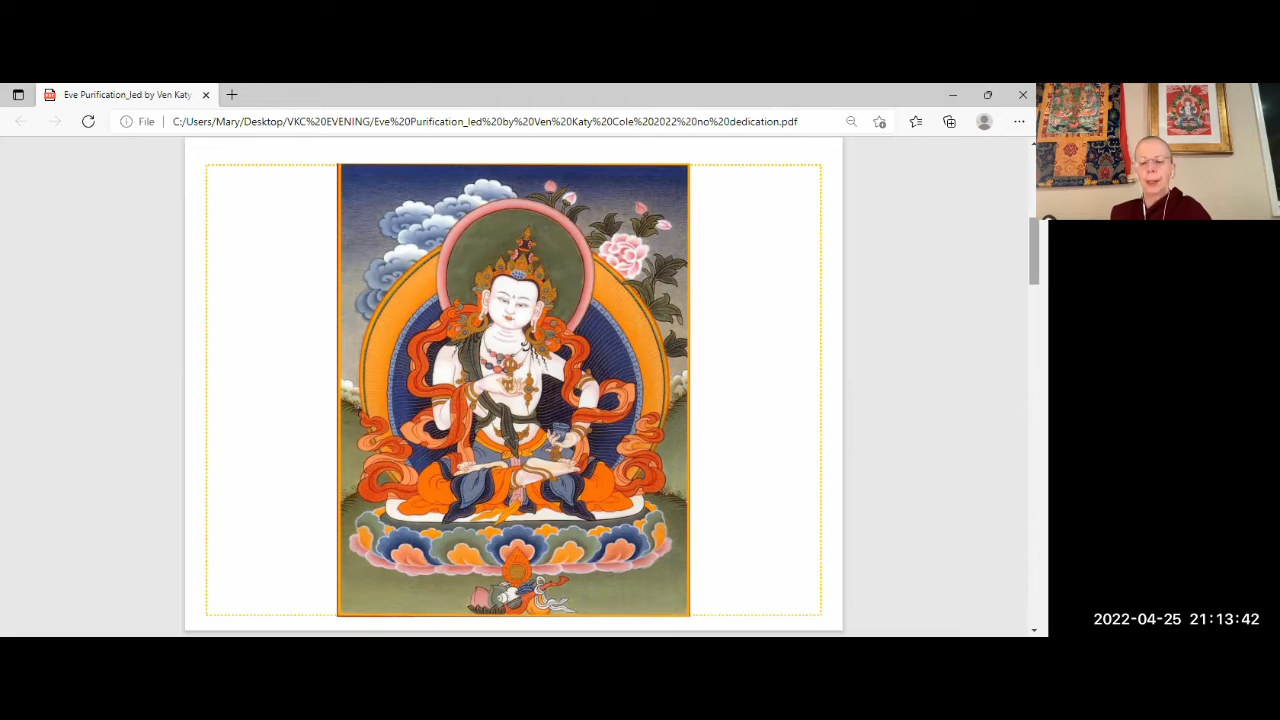 Eve Purification_led by Ven Katy
File
C:/Users/Mary/Desktop/VKC%20EVENING/Eve%20Purification_led%20by%20Ven%20Katy%20Cole%202022%20no%20dedication.pdf
2022-04-25 21:13:42